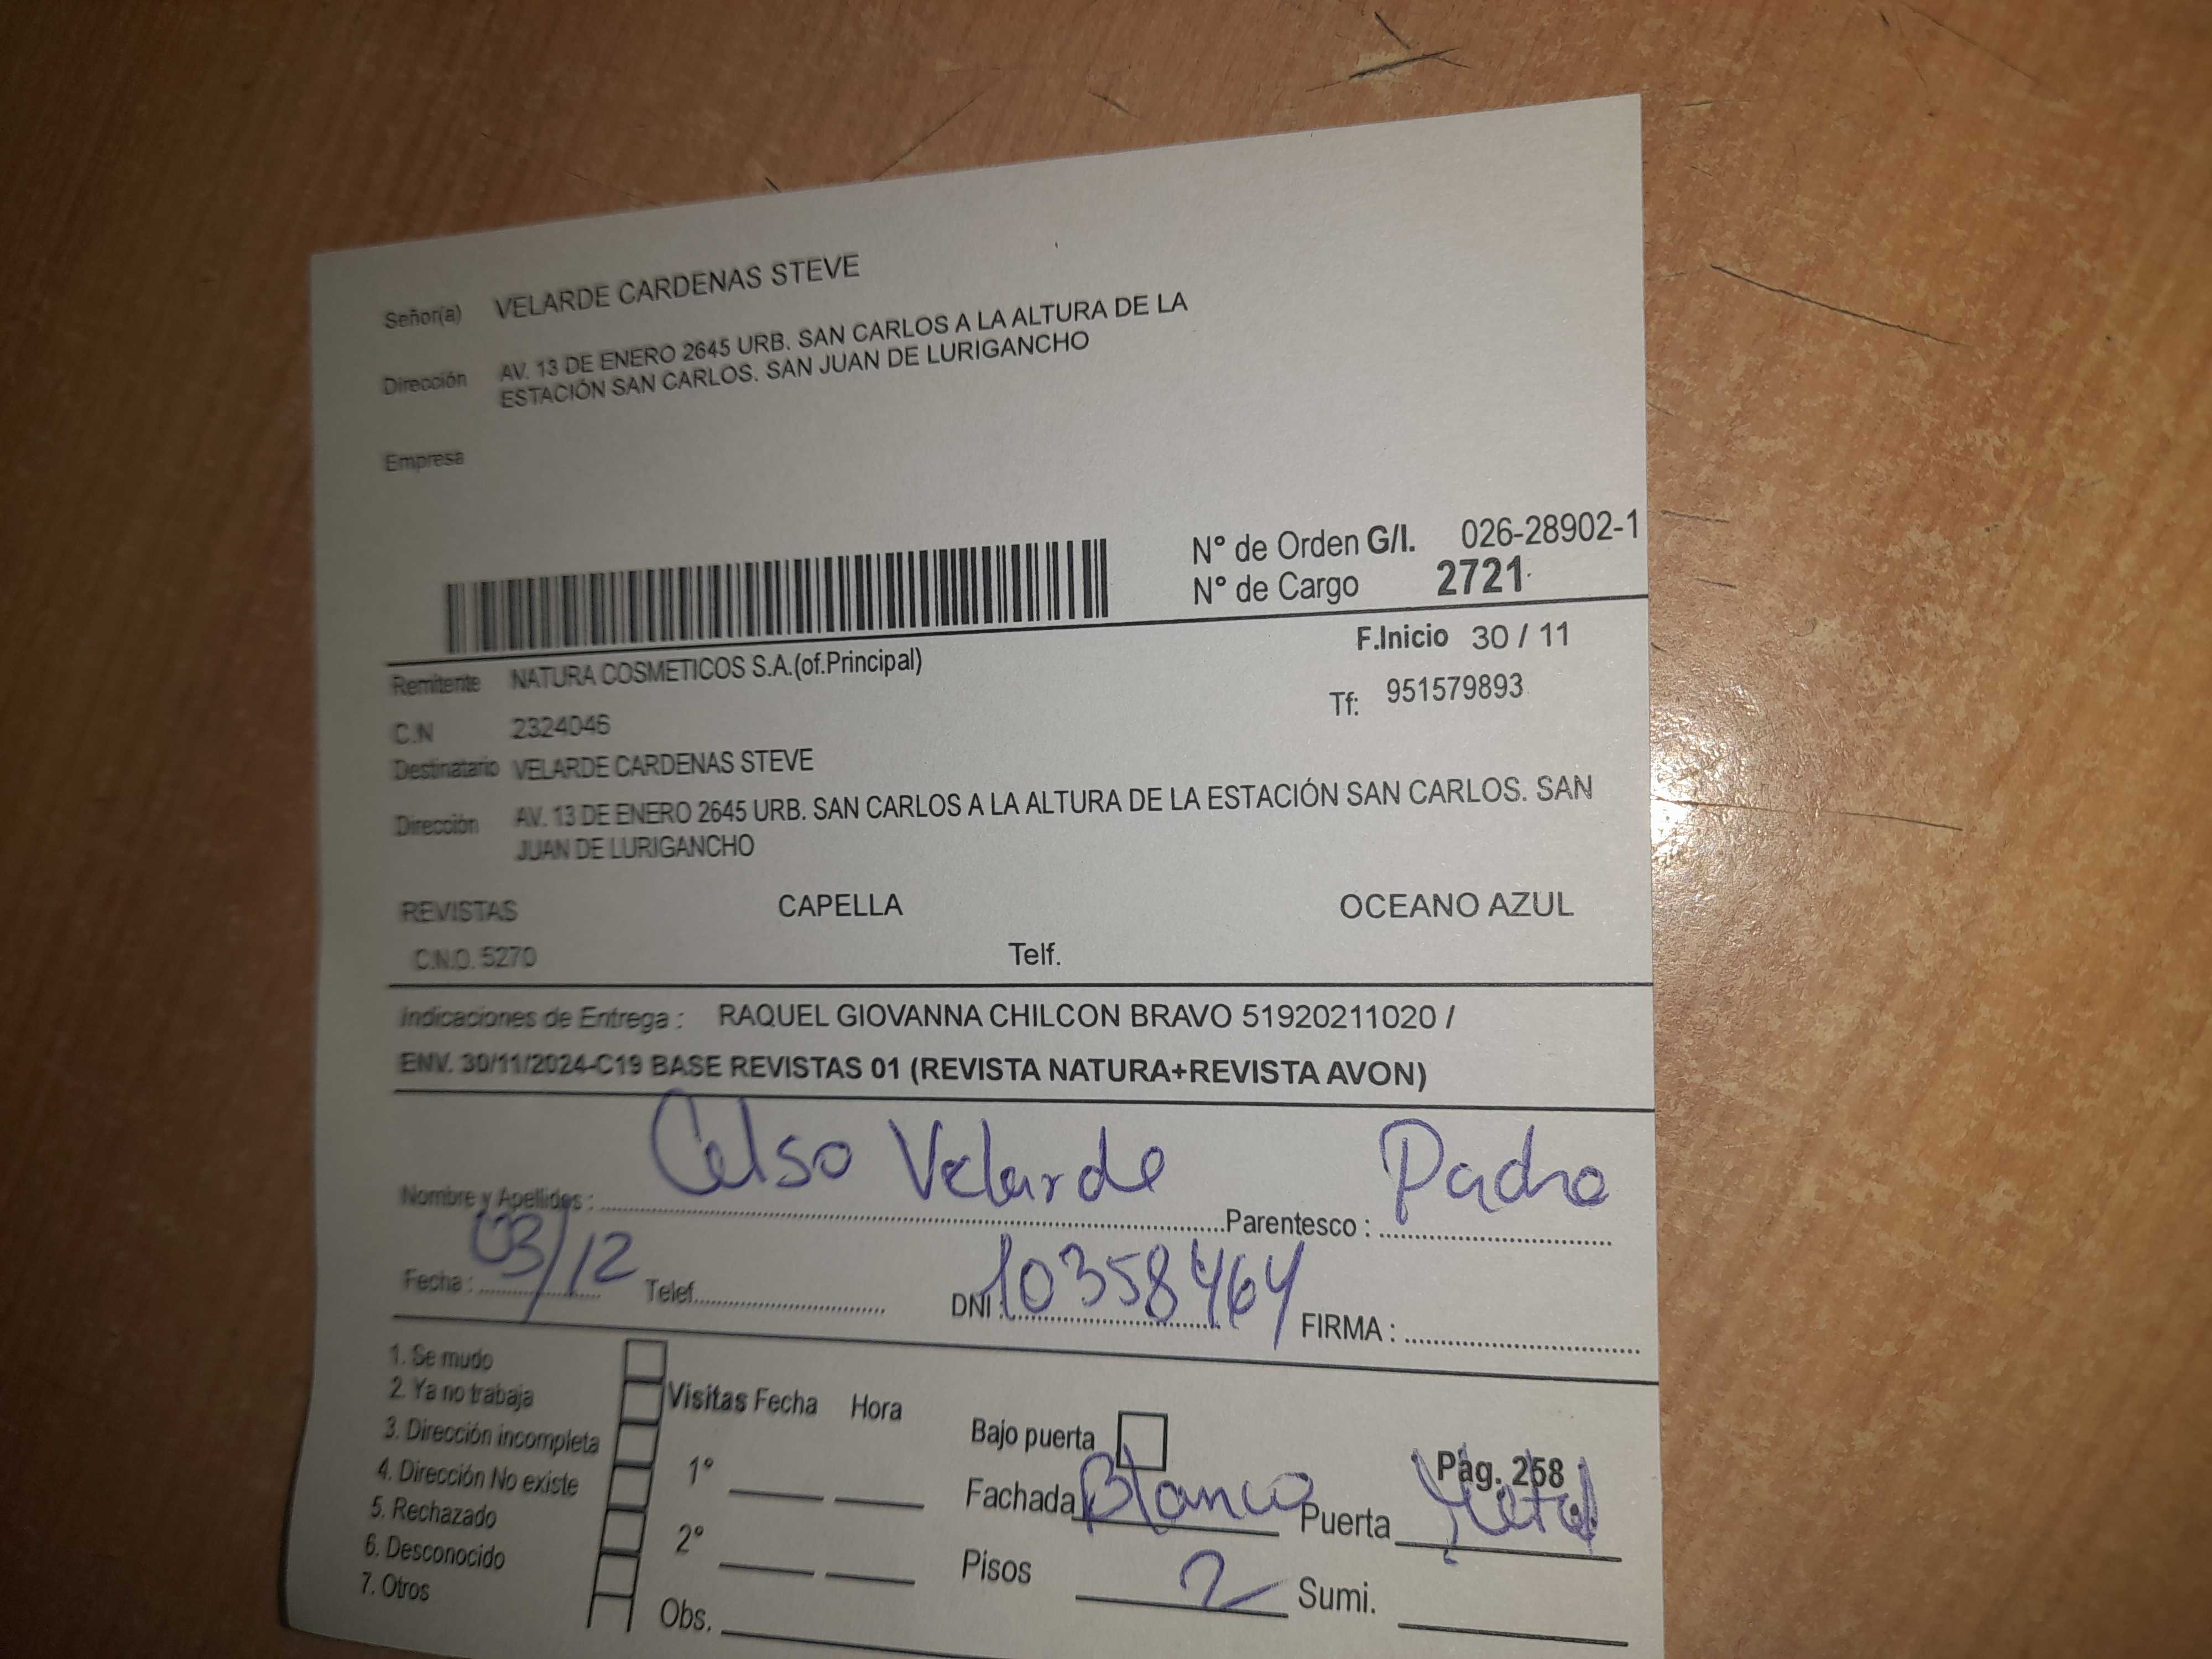 Señor(a) VELARDE CARDENAS STEVE
Dirección AV. 13 DE ENERO 2645 URB. SAN CARLOS A LA ALTURA DE LA
ESTACIÓN SAN CARLOS. SAN JUAN DE LURIGANCHO
Empresa
N° de Orden G/I. 026-28902-1
N° de Cargo 2721
F.Inicio 30 / 11
Remitente NATURA COSMETICOS S.A.(of.Principal)
Tf: 951579893
C.N 2324046
Destinatario VELARDE CARDENAS STEVE
Dirección AV. 13 DE ENERO 2645 URB. SAN CARLOS A LA ALTURA DE LA ESTACIÓN SAN CARLOS. SAN
JUAN DE LURIGANCHO
REVISTAS CAPELLA OCEANO AZUL
C.N.O. 5270 Telf.
Indicaciones de Entrega : RAQUEL GIOVANNA CHILCON BRAVO 51920211020 /
ENV. 30/11/2024-C19 BASE REVISTAS 01 (REVISTA NATURA+REVISTA AVON)
Nombre y Apellidos : Celso Velarde Parentesco : Padre
Fecha : 03/12 Telef. DNI : 10358464 FIRMA :
1. Se mudo
2. Ya no trabaja
3. Dirección incompleta
4. Dirección No existe
5. Rechazado
6. Desconocido
7. Otros
Visitas Fecha Hora
1°
2°
Obs.
Bajo puerta
Pág. 258
Fachada Blanco Puerta Metal
Pisos 2 Sumi.